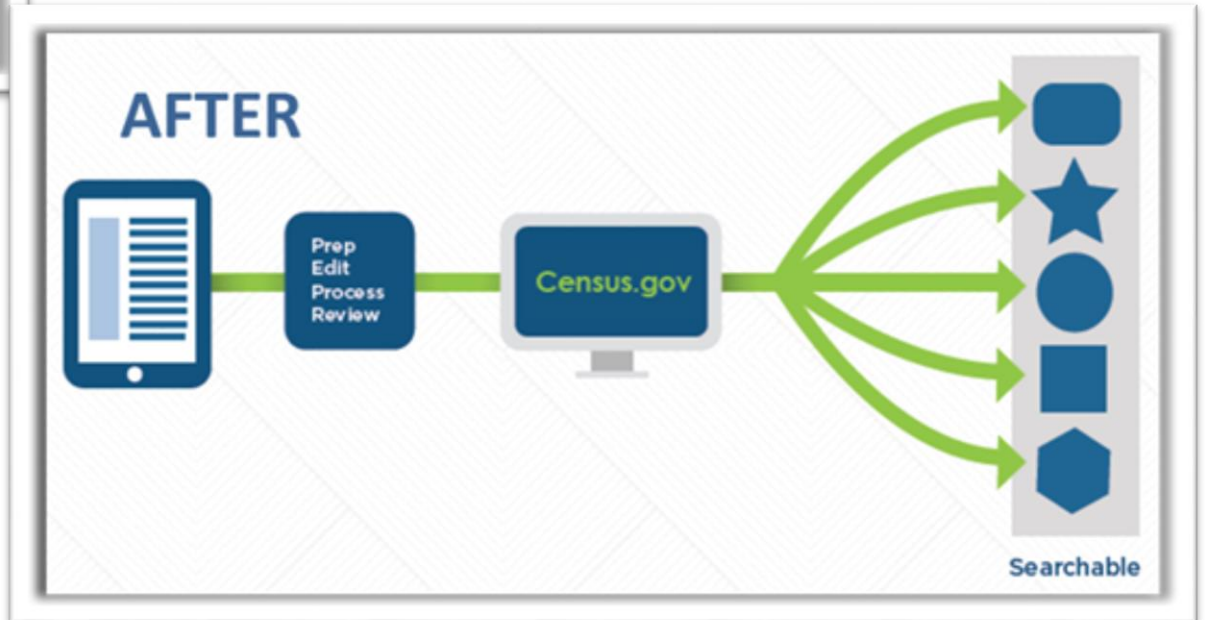 AFTER
Prep
Edit
Process
Review
Census.gov
Searchable